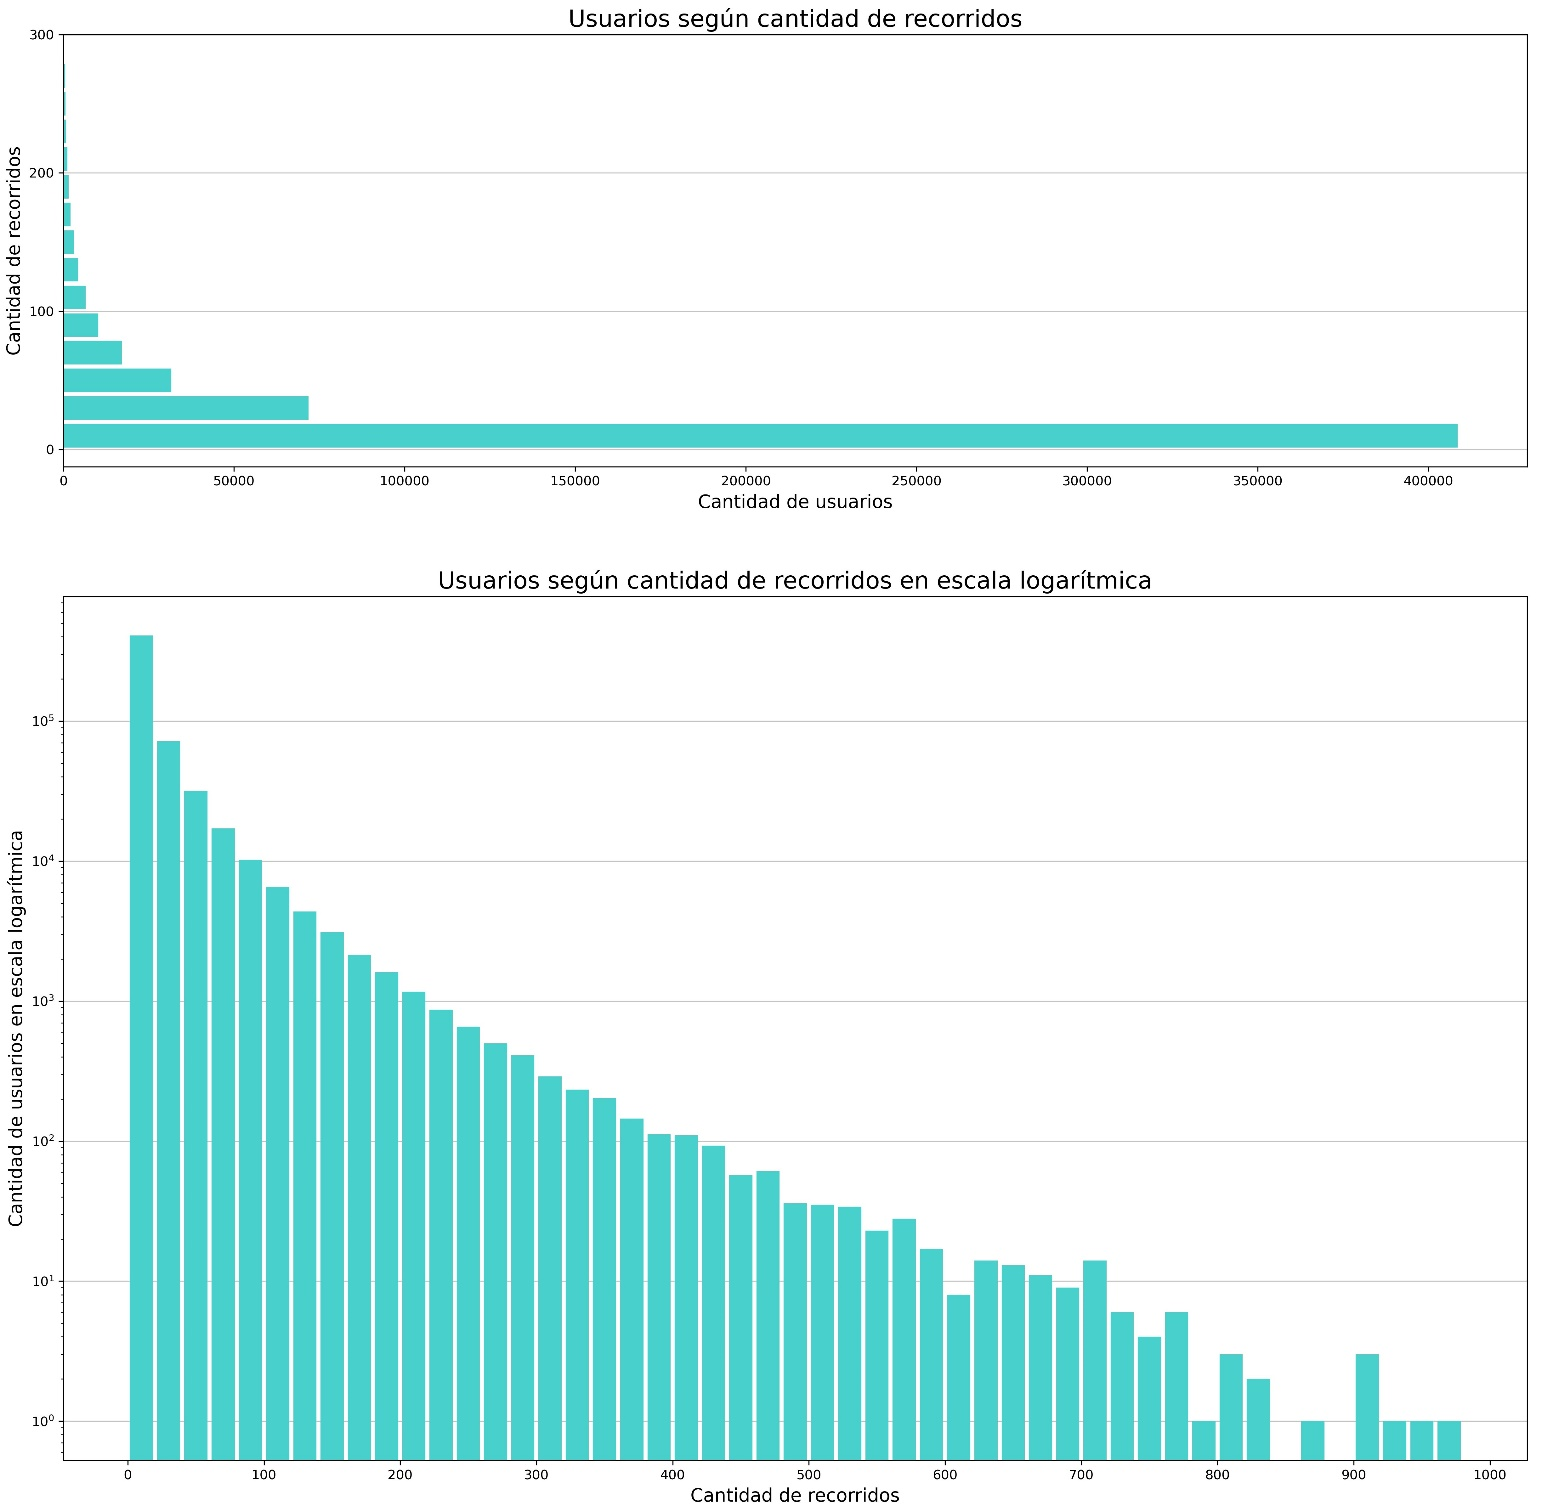 Usuarios según cantidad de recorridos
300
200
100
0
Cantidad de recorridos
0 50000 100000 150000 200000 250000 300000 350000 400000
Cantidad de usuarios
Usuarios según cantidad de recorridos en escala logarítmica
10⁵
10⁴
10³
10²
10¹
10⁰
Cantidad de usuarios en escala logarítmica
0 100 200 300 400 500 600 700 800 900 1000
Cantidad de recorridos